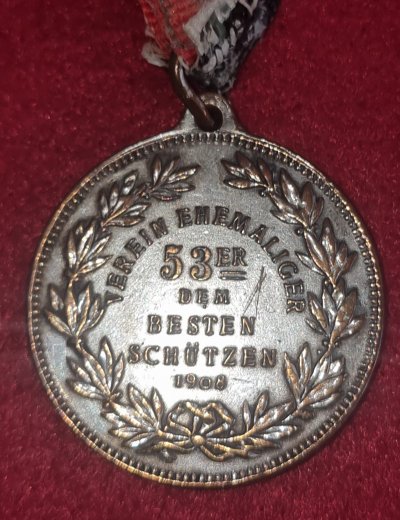 VEREIN EHEMALIGER
53ER
DEM
BESTEN
SCHÜTZEN
1908